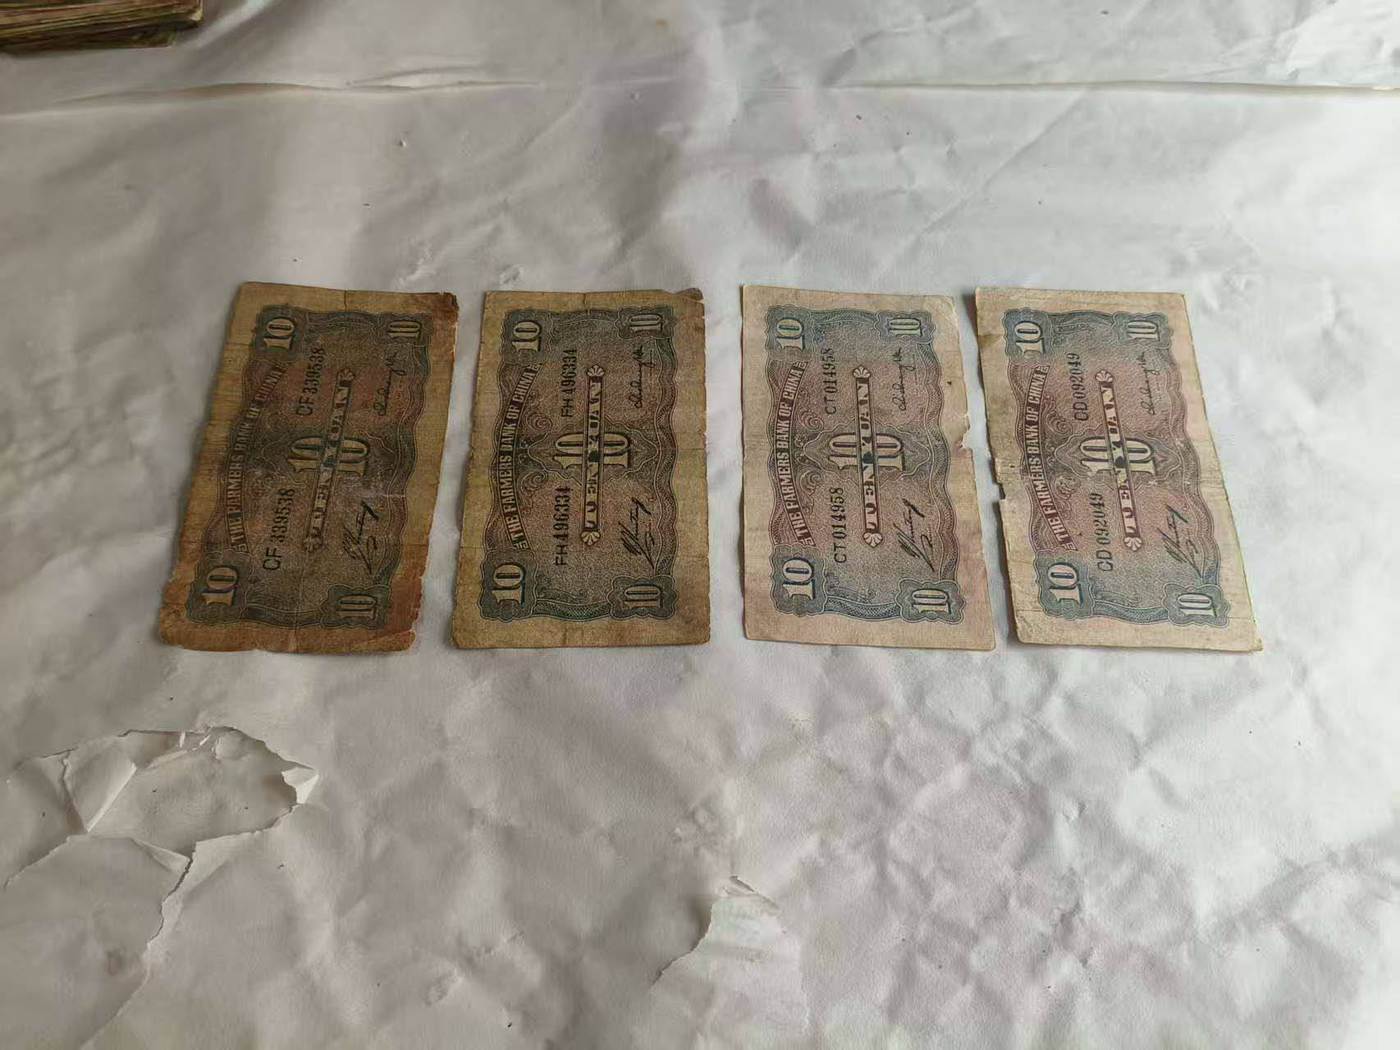 10 10
THE FARMERS BANK OF CHINA
CF 339538 CF 339538
10 10
TEN YUAN
10 10
10 10
THE FARMERS BANK OF CHINA
FH 496334 FH 496334
10 10
TEN YUAN
10 10
10 10
THE FARMERS BANK OF CHINA
CT 014958 CT 014958
10 10
TEN YUAN
10 10
10 10
THE FARMERS BANK OF CHINA
CD 092049 CD 092049
10 10
TEN YUAN
10 10